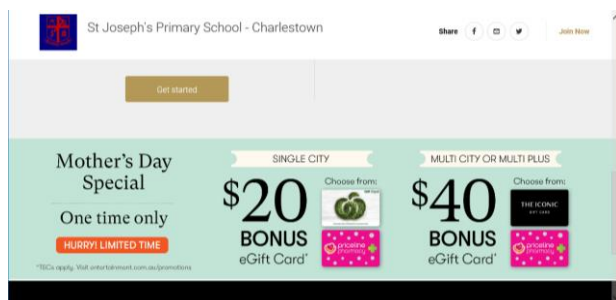 St Joseph's Primary School - Charlestown
Share
Join Now
Get started
Mother's Day
Special
One time only
HURRY! LIMITED TIME
*T&Cs apply. Visit entertainment.com.au/promotions
SINGLE CITY
$20
BONUS
eGift Card*
Choose from:
priceline
pharmacy
MULTI CITY OR MULTI PLUS
$40
BONUS
eGift Card*
Choose from:
THE ICONIC
GIFT CARD
priceline
pharmacy